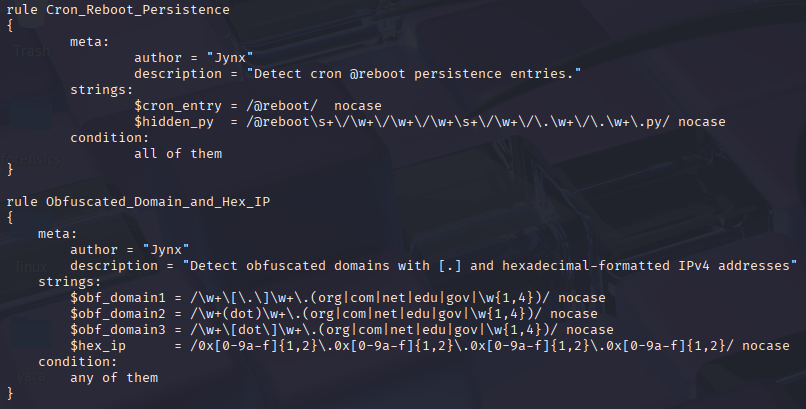 rule Cron_Reboot_Persistence
{
        meta:
                author = "Jynx"
                description = "Detect cron @reboot persistence entries."
        strings:
                $cron_entry = /@reboot/  nocase
                $hidden_py  = /@reboot\s+\/\w+\/\w+\/\w+\s+/\/\w+\/\.\w+\/\.\w+\.py/ nocase
        condition:
                all of them
}

rule Obfuscated_Domain_and_Hex_IP
{
    meta:
        author = "Jynx"
        description = "Detect obfuscated domains with [.] and hexadecimal-formatted IPv4 addresses"
    strings:
        $obf_domain1 = /\w+\[\.\]\w+\.(org|com|net|edu|gov|\w{1,4})/ nocase
        $obf_domain2 = /\w+(dot)\w+\.(org|com|net|edu|gov|\w{1,4})/ nocase
        $obf_domain3 = /\w+\[dot\]\w+\.(org|com|net|edu|gov|\w{1,4})/ nocase
        $hex_ip      = /0x[0-9a-f]{1,2}\.0x[0-9a-f]{1,2}\.0x[0-9a-f]{1,2}\.0x[0-9a-f]{1,2}/ nocase
    condition:
        any of them
}
Trash